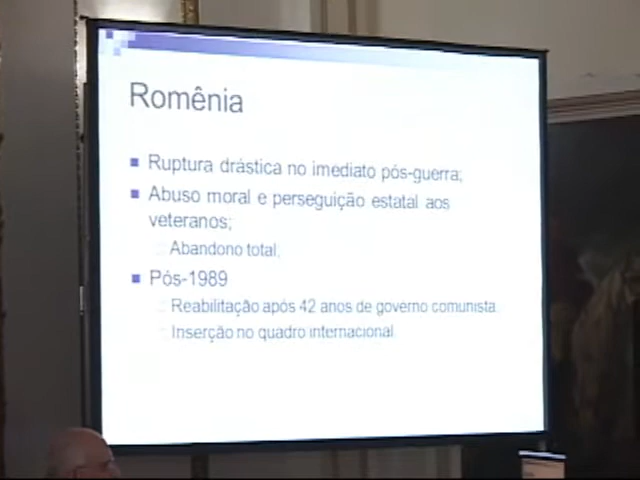 Romênia
Ruptura drástica no imediato pós-guerra;
Abuso moral e perseguição estatal aos
veteranos;
Abandono total.
Pós-1989
Reabilitação após 42 anos de governo comunista.
Inserção no quadro internacional.